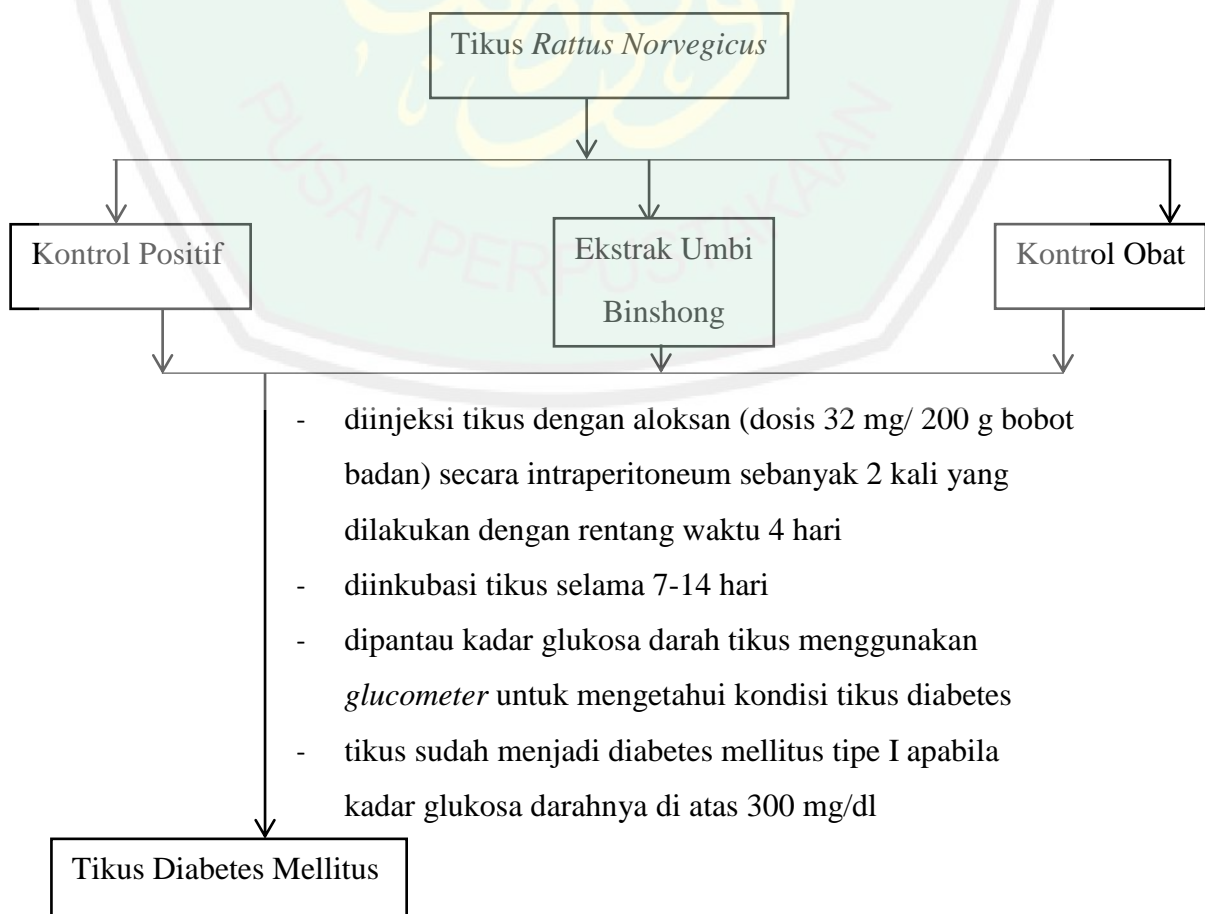 Tikus Rattus Norvegicus
PUSAT PERPUSTAKAAN
Kontrol Positif
Ekstrak Umbi
Binshong
Kontrol Obat
- diinjeksi tikus dengan aloksan (dosis 32 mg/ 200 g bobot
badan) secara intraperitoneum sebanyak 2 kali yang
dilakukan dengan rentang waktu 4 hari
- diinkubasi tikus selama 7-14 hari
- dipantau kadar glukosa darah tikus menggunakan
glucometer untuk mengetahui kondisi tikus diabetes
- tikus sudah menjadi diabetes mellitus tipe I apabila
kadar glukosa darahnya di atas 300 mg/dl
Tikus Diabetes Mellitus